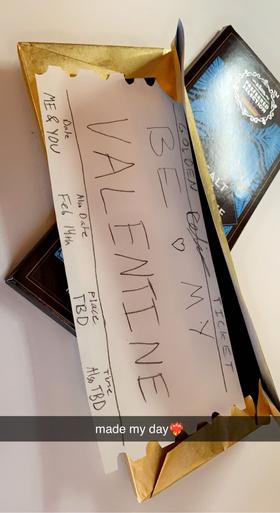 GOLDEN TICKET
BE MY
VALENTINE
Date
ME & YOU
Also Date
Feb 14th
Place
TBD
Time
Also TBD
made my day❤️‍🔥